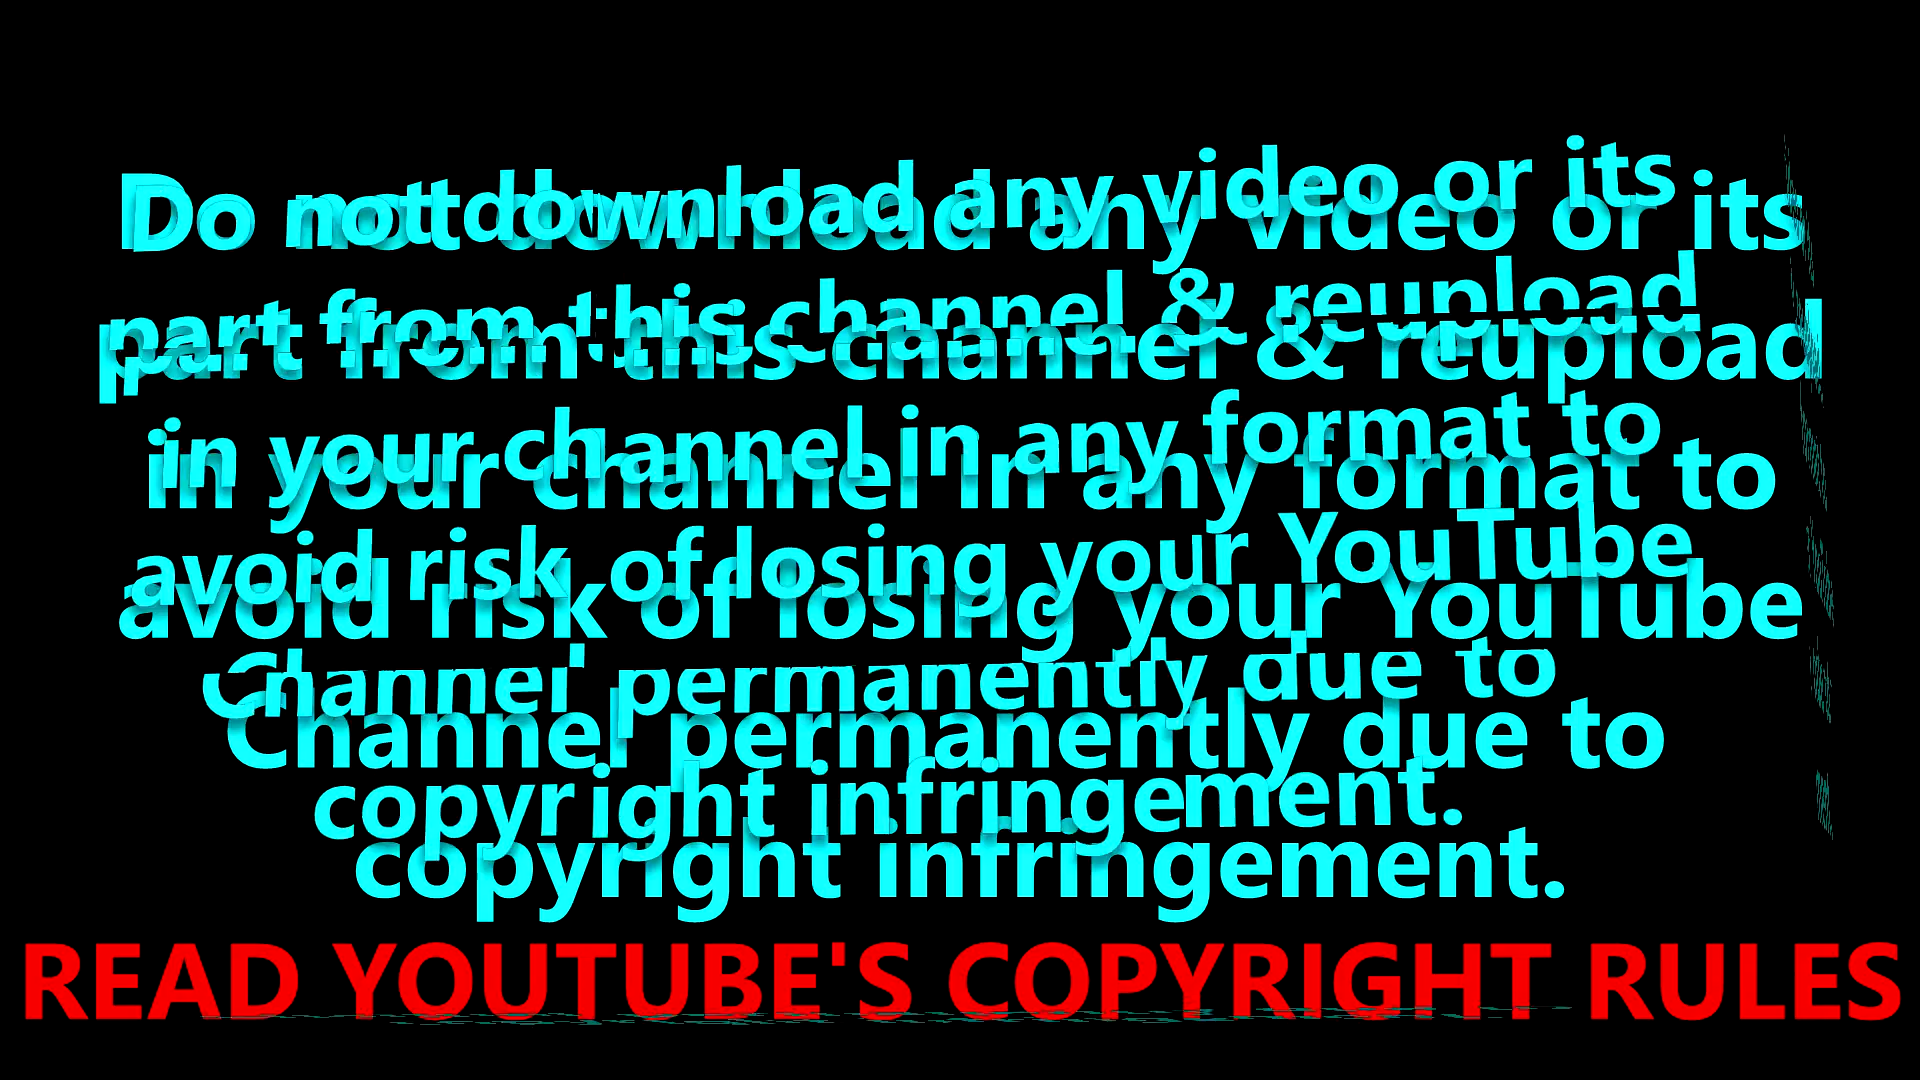 Do not download any video or its
part from this channel & reupload
in your channel in any format to
avoid risk of losing your YouTube
Channel permanently due to
copyright infringement.
READ YOUTUBE'S COPYRIGHT RULES